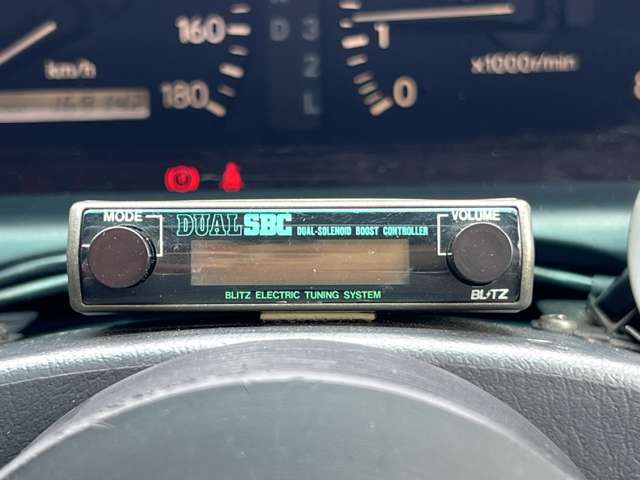 160
180
km/h
D 3
2
L
1
0
x1000r/min
8
MODE
DUAL SBC DUAL-SOLENOID BOOST CONTROLLER
VOLUME
BLITZ ELECTRIC TUNING SYSTEM
BLITZ